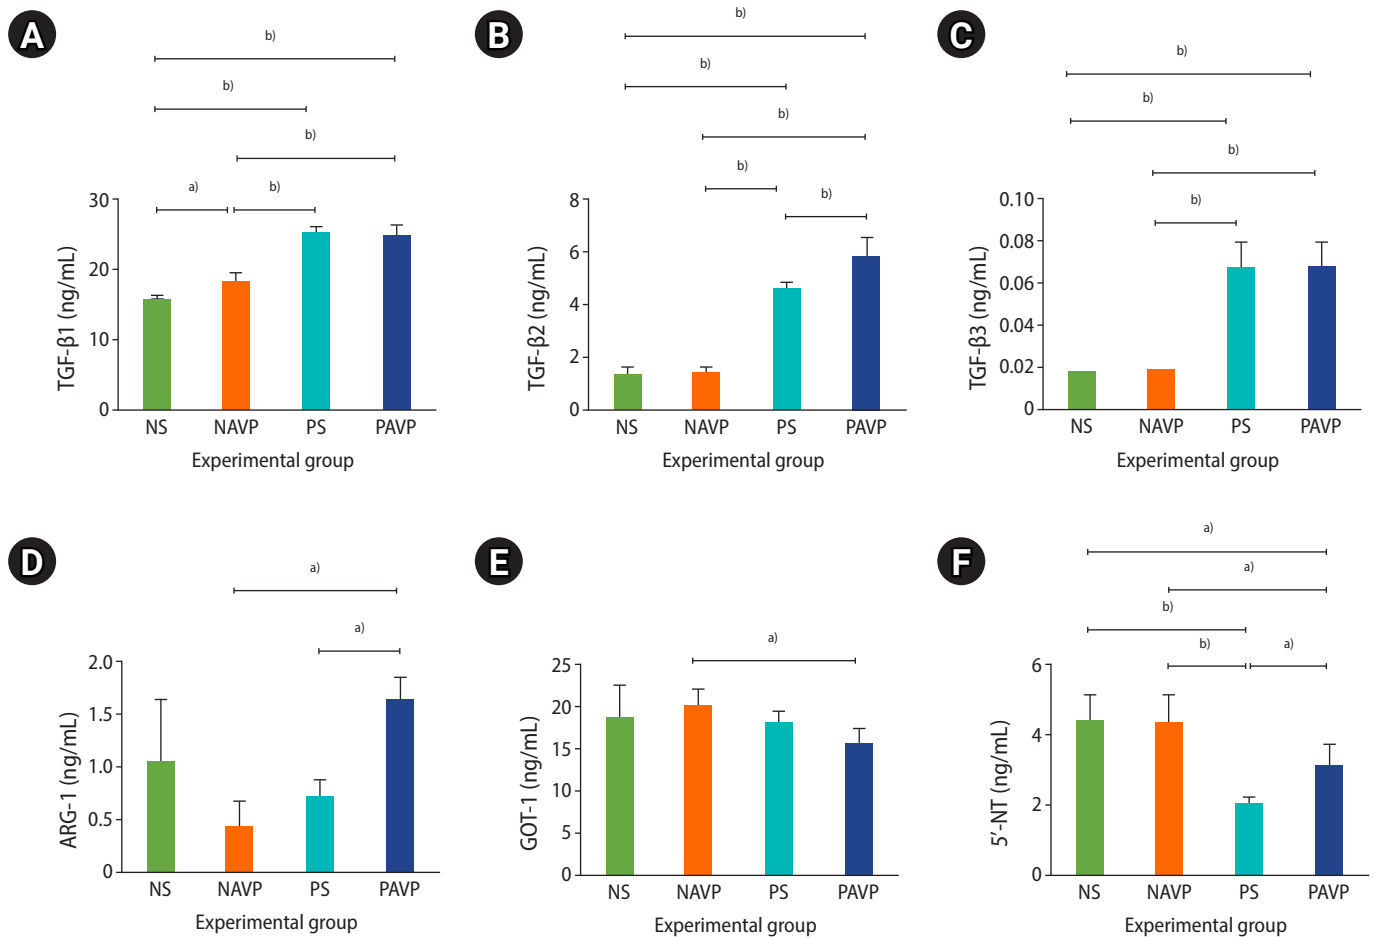 A
b)
b)
b)
a)
b)
30
20
10
0
TGF-β1 (ng/mL)
NS
NAVP
PS
PAVP
Experimental group
B
b)
b)
b)
b)
b)
8
6
4
2
0
TGF-β2 (ng/mL)
NS
NAVP
PS
PAVP
Experimental group
C
b)
b)
b)
b)
0.10
0.08
0.06
0.04
0.02
0
TGF-β3 (ng/mL)
NS
NAVP
PS
PAVP
Experimental group
D
a)
a)
2.0
1.5
1.0
0.5
0
ARG-1 (ng/mL)
NS
NAVP
PS
PAVP
Experimental group
E
a)
25
20
15
10
5
0
GOT-1 (ng/mL)
NS
NAVP
PS
PAVP
Experimental group
F
a)
a)
b)
b)
a)
6
4
2
0
5′-NT (ng/mL)
NS
NAVP
PS
PAVP
Experimental group